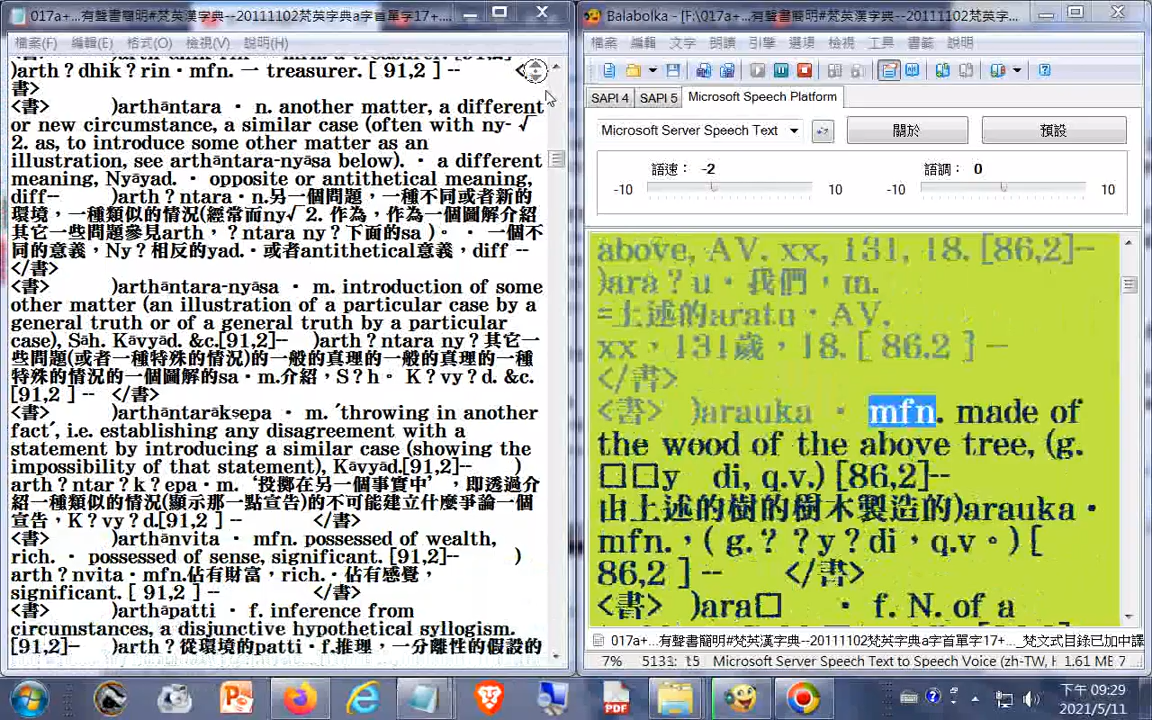 ...有聲書簡明#梵英漢字典--20111102梵英字典a字首單字17+...
檔案(F) 編輯(E) 格式(O) 檢視(V) 說明(H)
)arth ? dhik ? rin‧mfn. 一 treasurer. [ 91,2 ] --
書>
<書> )arthāntara ‧ n. another matter, a different
or new circumstance, a similar case (often with ny-√
2. as, to introduce some other matter as an
illustration, see arthāntara-nyāsa below). ‧ a different
meaning, Nyāyad. ‧ opposite or antithetical meaning,
diff-- )arth ? ntara‧n.另一個問題，一種不同或者新的
環境，一種類似的情況(經常而ny√ 2. 作為，作為一個圖解介紹
其它一些問題參見arth，? ntara ny ? 下面的sa )。‧ 一個不
同的意義，Ny ? 相反的yad.‧或者antithetical意義，diff --
</書>
<書> )arthāntara-nyāsa ‧ m. introduction of some
other matter (an illustration of a particular case by a
general truth or of a general truth by a particular
case), Sāh. Kāvyād. &c.[91,2]-- )arth ? ntara ny ? 其它一
些問題(或者一種特殊的情況)的一般的真理的一般的真理的一種
特殊的情況的一個圖解的sa‧m.介紹，S ? h。 K ? vy ? d. &c.
[91,2 ] -- </書>
<書> )arthāntarākṣepa ‧ m. 'throwing in another
fact', i.e. establishing any disagreement with a
statement by introducing a similar case (showing the
impossibility of that statement), Kāvyād.[91,2]-- )
arth ? ntar ? k ? epa‧m.‘投擲在另一個事實中’，即透過介
紹一種類似的情況(顯示那一點宣告)的不可能建立什麼爭論一個
宣告，K ? vy ? d.[91,2 ] -- </書>
<書> )arthānvita ‧ mfn. possessed of wealth,
rich. ‧ possessed of sense, significant. [91,2]-- )
arth ? nvita‧mfn.佔有財富，rich.‧佔有感覺，
significant. [ 91,2 ] -- </書>
<書> )arthāpatti ‧ f. inference from
circumstances, a disjunctive hypothetical syllogism.
[91,2]-- )arth ? 從環境的patti‧f.推理，一分離性的假設的
Balabolka - [F:\017a+...有聲書簡明#梵英漢字典--20111102梵英字...
檔案 編輯 文字 朗讀 引擎 選項 檢視 工具 書籤 說明
SAPI 4 SAPI 5 Microsoft Speech Platform
Microsoft Server Speech Text 關於 預設
語速： -2 語調： 0
-10 10 -10 10
above, AV. xx, 131, 18. [86,2]--
)ara ? u‧我們，m.
=上述的aratu‧AV.
xx，131歲，18. [ 86.2 ] --
</書>
<書> )arauka ‧ mfn. made of
the wood of the above tree, (g.
□□y di, q.v.) [86,2]--
由上述的樹的樹木製造的)arauka‧
mfn.，( g. ? ? y ? di，q.v。) [
86,2 ] -- </書>
<書> )ara□ ‧ f. N. of a
017a+...有聲書簡明#梵英漢字典--20111102梵英字典a字首單字17+..._梵文式目錄已加中譯
7% 5133: 15 Microsoft Server Speech Text to Speech Voice (zh-TW, H 1.61 MB 7
下午 09:29
2021/5/11